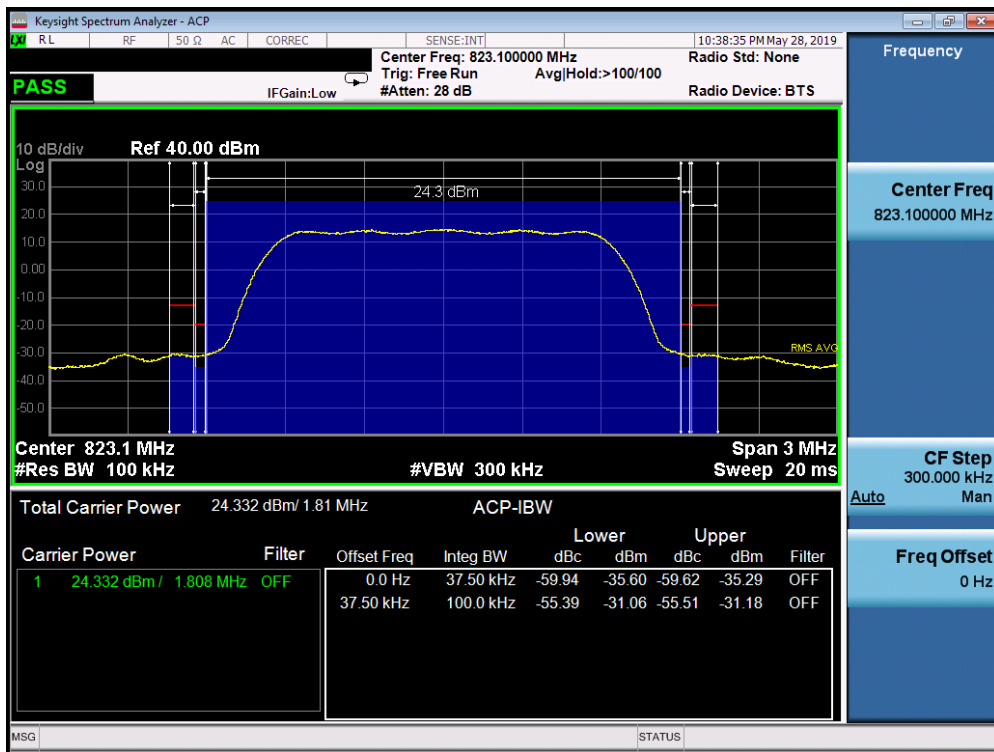 Keysight Spectrum Analyzer - ACP
LXI RL RF 50 Ω AC CORREC SENSE:INT 10:38:35 PM May 28, 2019
Center Freq: 823.100000 MHz Radio Std: None
Trig: Free Run Avg|Hold:>100/100
PASS IFGain:Low #Atten: 28 dB Radio Device: BTS
Frequency
10 dB/div Ref 40.00 dBm
Log
30.0
20.0
10.0
0.00
-10.0
-20.0
-30.0
-40.0
-50.0
24.3 dBm
RMS AVG
Center 823.1 MHz Span 3 MHz
#Res BW 100 kHz #VBW 300 kHz Sweep 20 ms
Center Freq
823.100000 MHz
CF Step
300.000 kHz
Auto Man
Freq Offset
0 Hz
Total Carrier Power 24.332 dBm/ 1.81 MHz ACP-IBW
Lower Upper
Carrier Power Filter Offset Freq Integ BW dBc dBm dBc dBm Filter
1 24.332 dBm / 1.808 MHz OFF 0.0 Hz 37.50 kHz -59.94 -35.60 -59.62 -35.29 OFF
37.50 kHz 100.0 kHz -55.39 -31.06 -55.51 -31.18 OFF
MSG STATUS